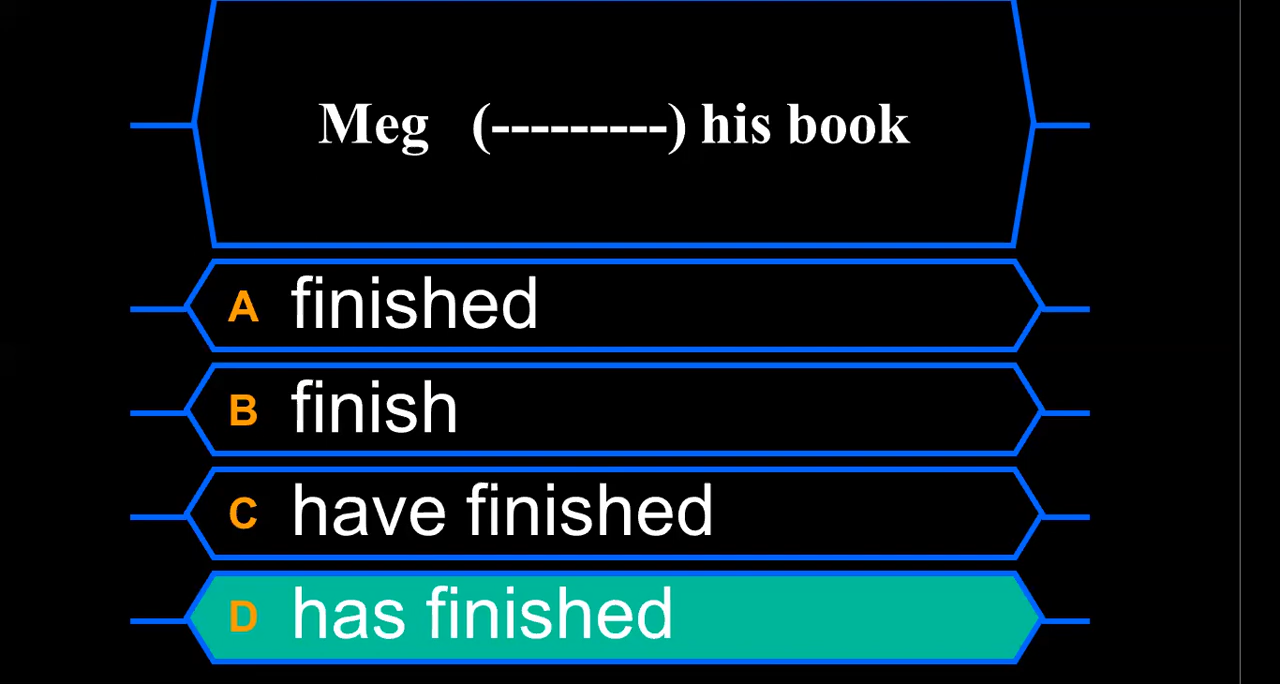 Meg (---------) his book
A finished
B finish
C have finished
D has finished